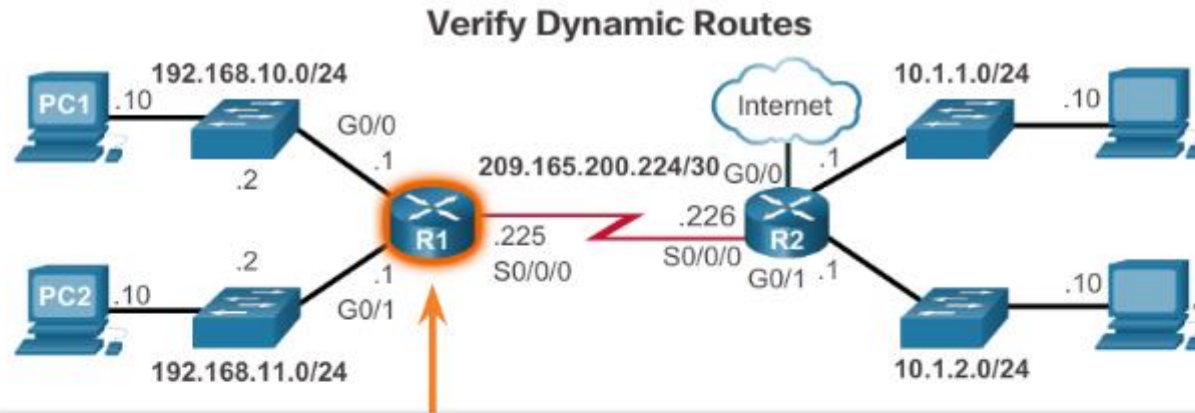 Verify Dynamic Routes
192.168.10.0/24
10.1.1.0/24
PC1
.10
G0/0
.1
.2
Internet
.10
209.165.200.224/30
G0/0
.1
R1
.225
S0/0/0
.226
S0/0/0
R2
G0/1
.1
PC2
.10
.2
.1
G0/1
.10
192.168.11.0/24
10.1.2.0/24